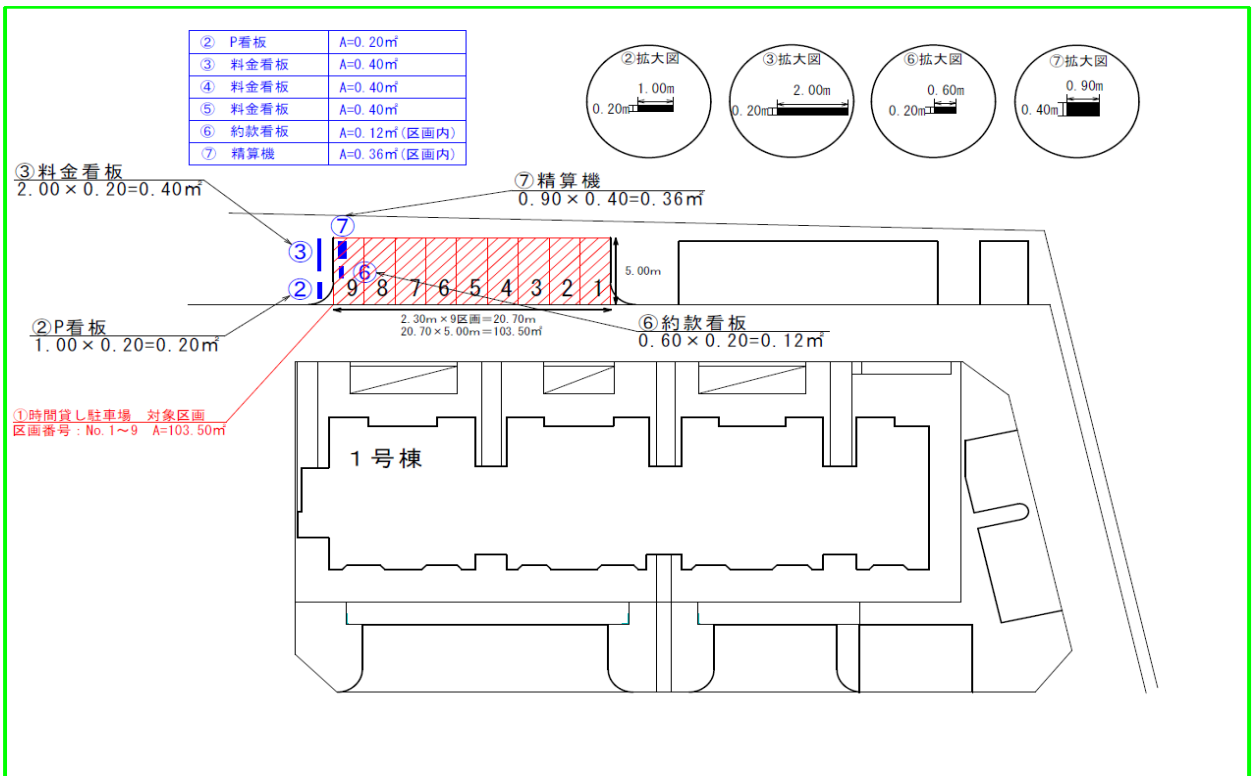 ② P看板 A=0.20㎡
③ 料金看板 A=0.40㎡
④ 料金看板 A=0.40㎡
⑤ 料金看板 A=0.40㎡
⑥ 約款看板 A=0.12㎡(区画内)
⑦ 精算機 A=0.36㎡(区画内)
②拡大図
1.00m
0.20m
③拡大図
2.00m
0.20m
⑥拡大図
0.60m
0.20m
⑦拡大図
0.90m
0.40m
③料金看板
2.00×0.20=0.40㎡
⑦精算機
0.90×0.40=0.36㎡
⑦
③
⑥
②
9 8 7 6 5 4 3 2 1
5.00m
2.30m×9区画=20.70m
20.70×5.00m=103.50㎡
②P看板
1.00×0.20=0.20㎡
⑥約款看板
0.60×0.20=0.12㎡
①時間貸し駐車場 対象区画
区画番号：No.1～9 A=103.50㎡
1号棟